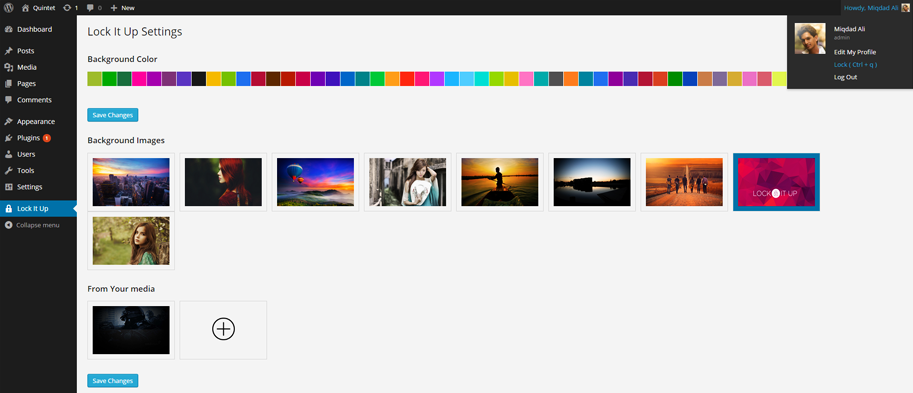 Quintet 1 0 New Howdy, Miqdad Ali
Miqdad Ali
admin
Edit My Profile
Lock ( Ctrl + q )
Log Out
Dashboard
Posts
Media
Pages
Comments
Appearance
Plugins 1
Users
Tools
Settings
Lock It Up
Collapse menu
Lock It Up Settings
Background Color
Save Changes
Background Images
LOCK IT UP
From Your media
Save Changes